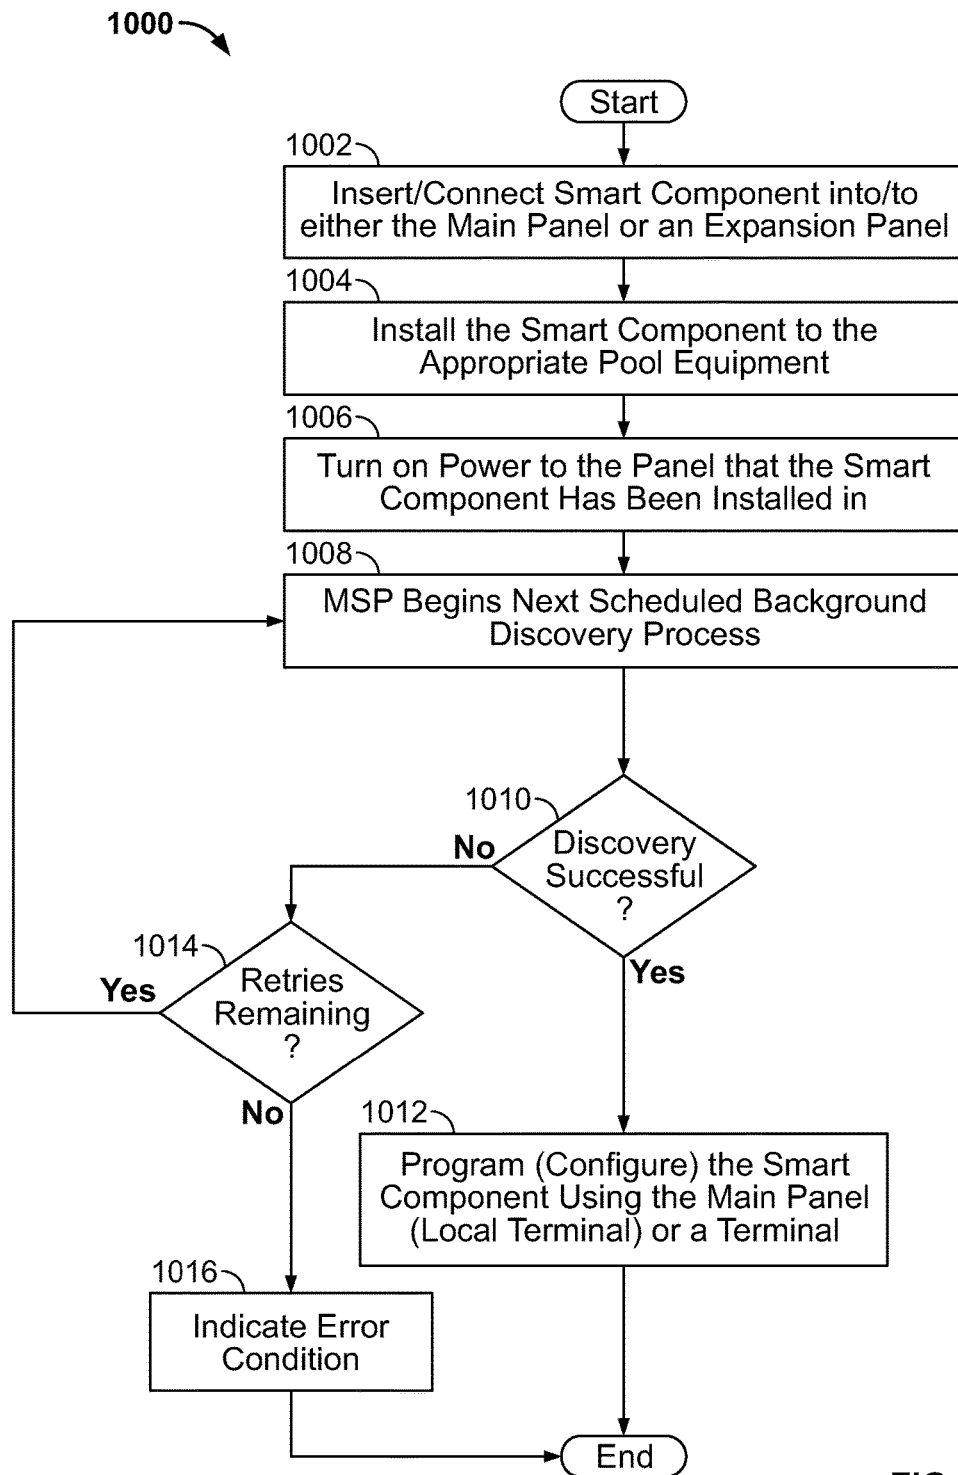 1000
Start
1002
Insert/Connect Smart Component into/to
either the Main Panel or an Expansion Panel
1004
Install the Smart Component to the
Appropriate Pool Equipment
1006
Turn on Power to the Panel that the Smart
Component Has Been Installed in
1008
MSP Begins Next Scheduled Background
Discovery Process
1010
Discovery
Successful
?
No
Yes
1014
Retries
Remaining
?
Yes
No
1012
Program (Configure) the Smart
Component Using the Main Panel
(Local Terminal) or a Terminal
1016
Indicate Error
Condition
End